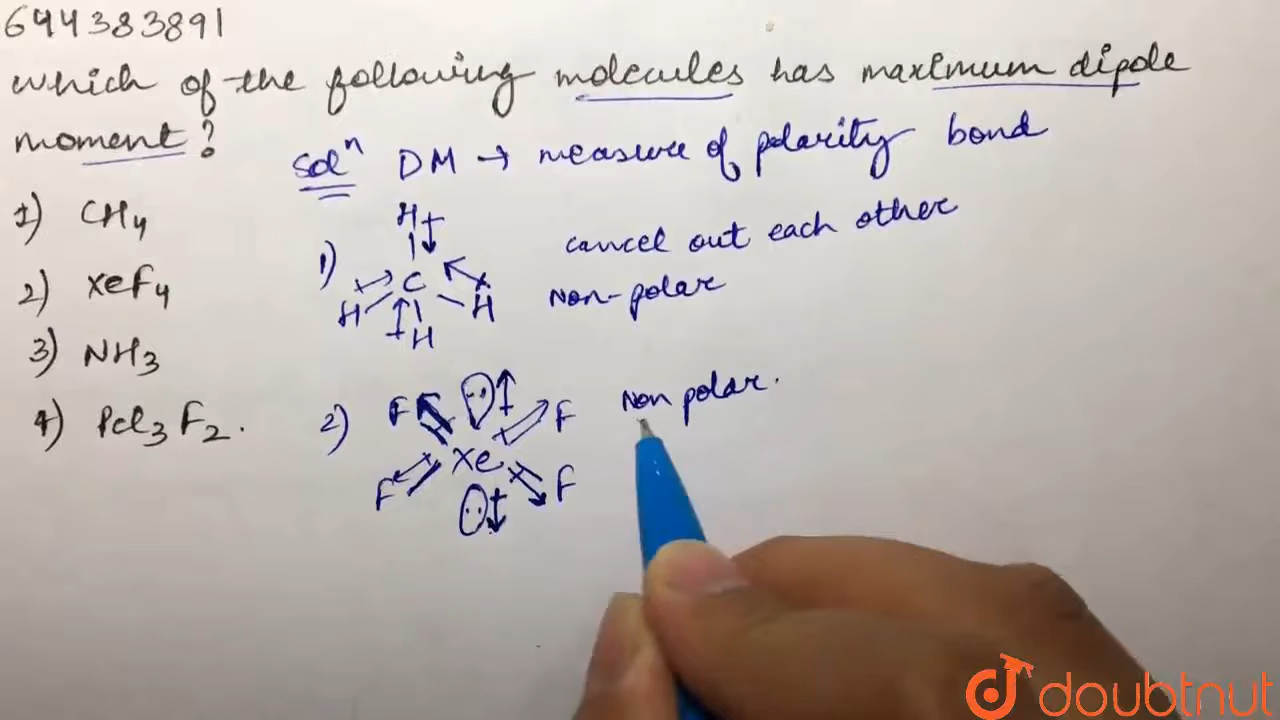 644383891
which of the following molecules has maximum dipole
moment?
Solⁿ DM → measure of polarity bond
1) CH4
2) XeF4
3) NH3
4) PCl3F2.
1)
H
C
H H
H
cancel out each other
Non-polar
2)
F F
Xe
F F
Non polar.
doubtnut